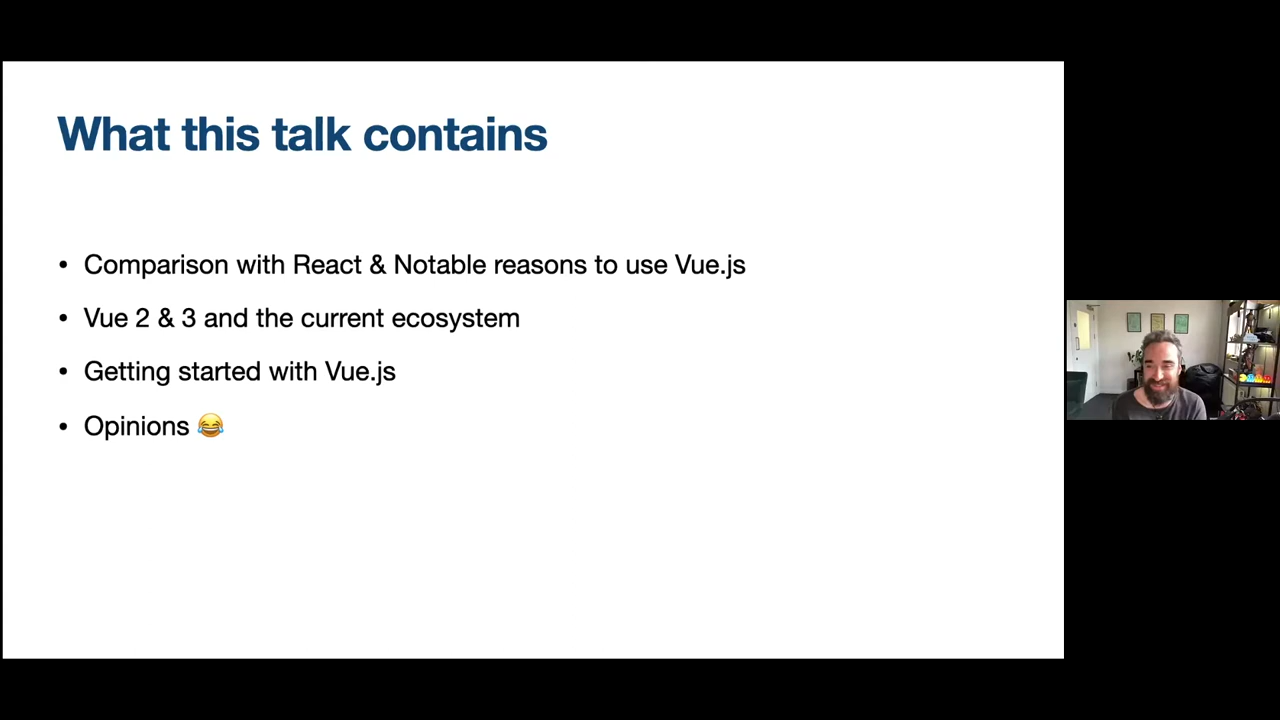 What this talk contains
• Comparison with React & Notable reasons to use Vue.js
• Vue 2 & 3 and the current ecosystem
• Getting started with Vue.js
• Opinions 😂